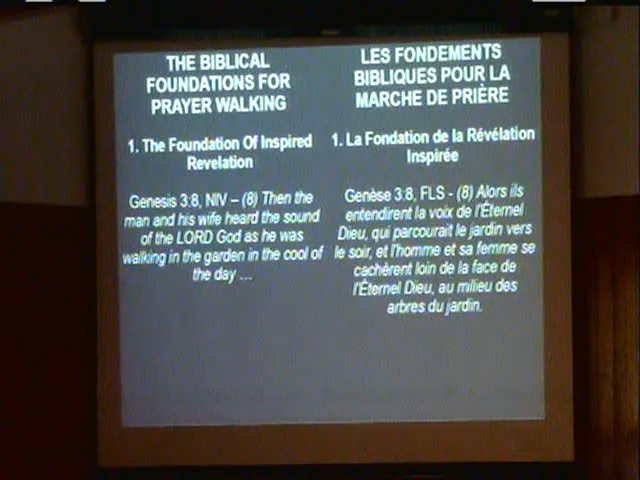 THE BIBLICAL
FOUNDATIONS FOR
PRAYER WALKING
1. The Foundation Of Inspired
Revelation
Genesis 3:8, NIV – (8) Then the
man and his wife heard the sound
of the LORD God as he was
walking in the garden in the cool of
the day ...
LES FONDEMENTS
BIBLIQUES POUR LA
MARCHE DE PRIÈRE
1. La Fondation de la Révélation
Inspirée
Genèse 3:8, FLS - (8) Alors ils
entendirent la voix de l'Éternel
Dieu, qui parcourait le jardin vers
le soir, et l'homme et sa femme se
cachèrent loin de la face de
l'Éternel Dieu, au milieu des
arbres du jardin.